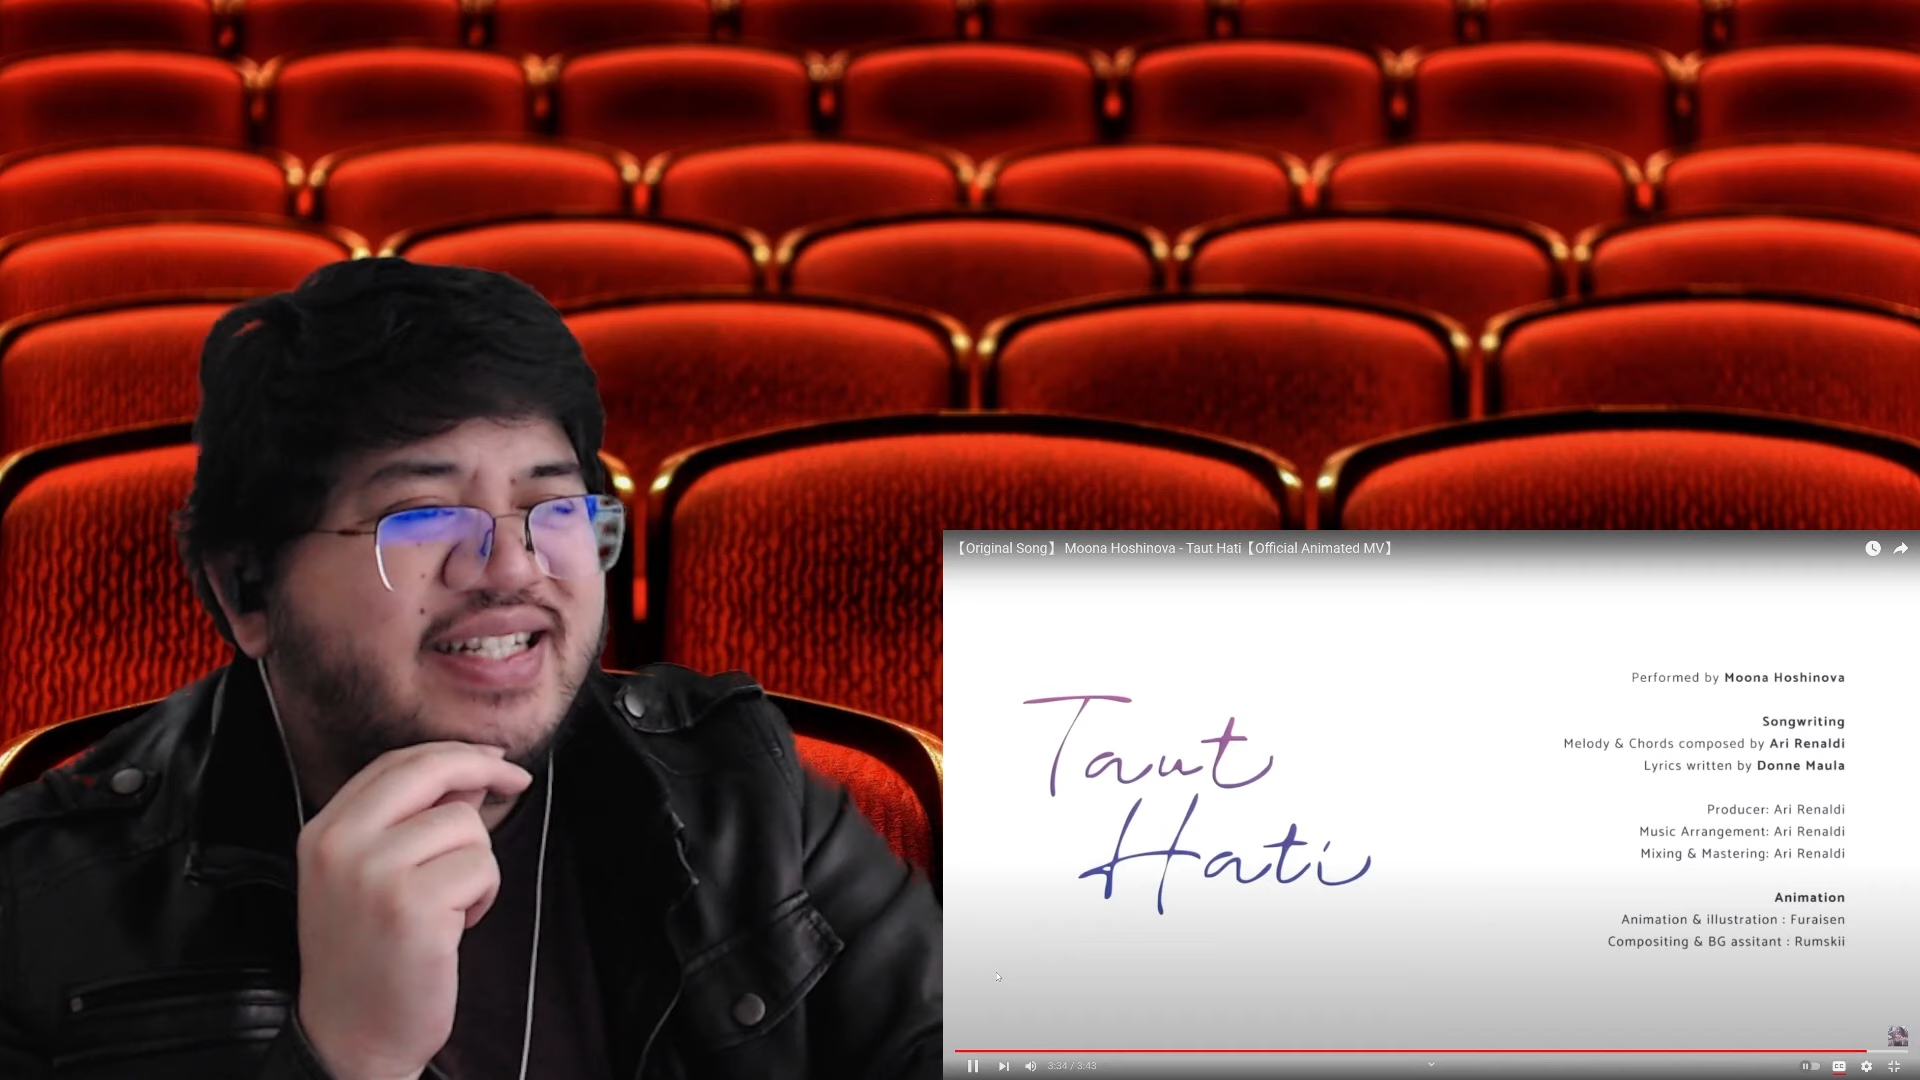 【Original Song】 Moona Hoshinova - Taut Hati【Official Animated MV】
Taut
Hati
Performed by Moona Hoshinova
Songwriting
Melody & Chords composed by Ari Renaldi
Lyrics written by Donne Maula
Producer: Ari Renaldi
Music Arrangement: Ari Renaldi
Mixing & Mastering: Ari Renaldi
Animation
Animation & illustration : Furaisen
Compositing & BG assitant : Rumskii
3:34 / 3:43
CC